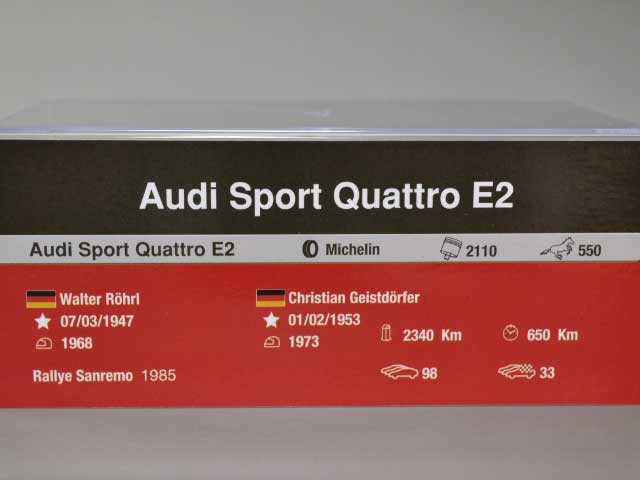 Audi Sport Quattro E2
Audi Sport Quattro E2 Michelin 2110 550
Walter Röhrl Christian Geistdörfer
07/03/1947 01/02/1953
1968 1973 2340 Km 650 Km
Rallye Sanremo 1985 98 33